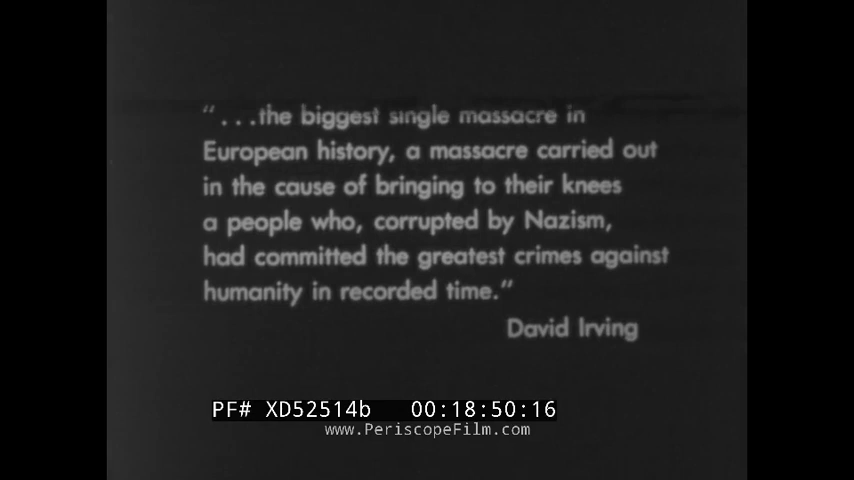 "...the biggest single massacre in
European history, a massacre carried out
in the cause of bringing to their knees
a people who, corrupted by Nazism,
had committed the greatest crimes against
humanity in recorded time."
David Irving
PF# XD52514b 00:18:50:16
www.PeriscopeFilm.com